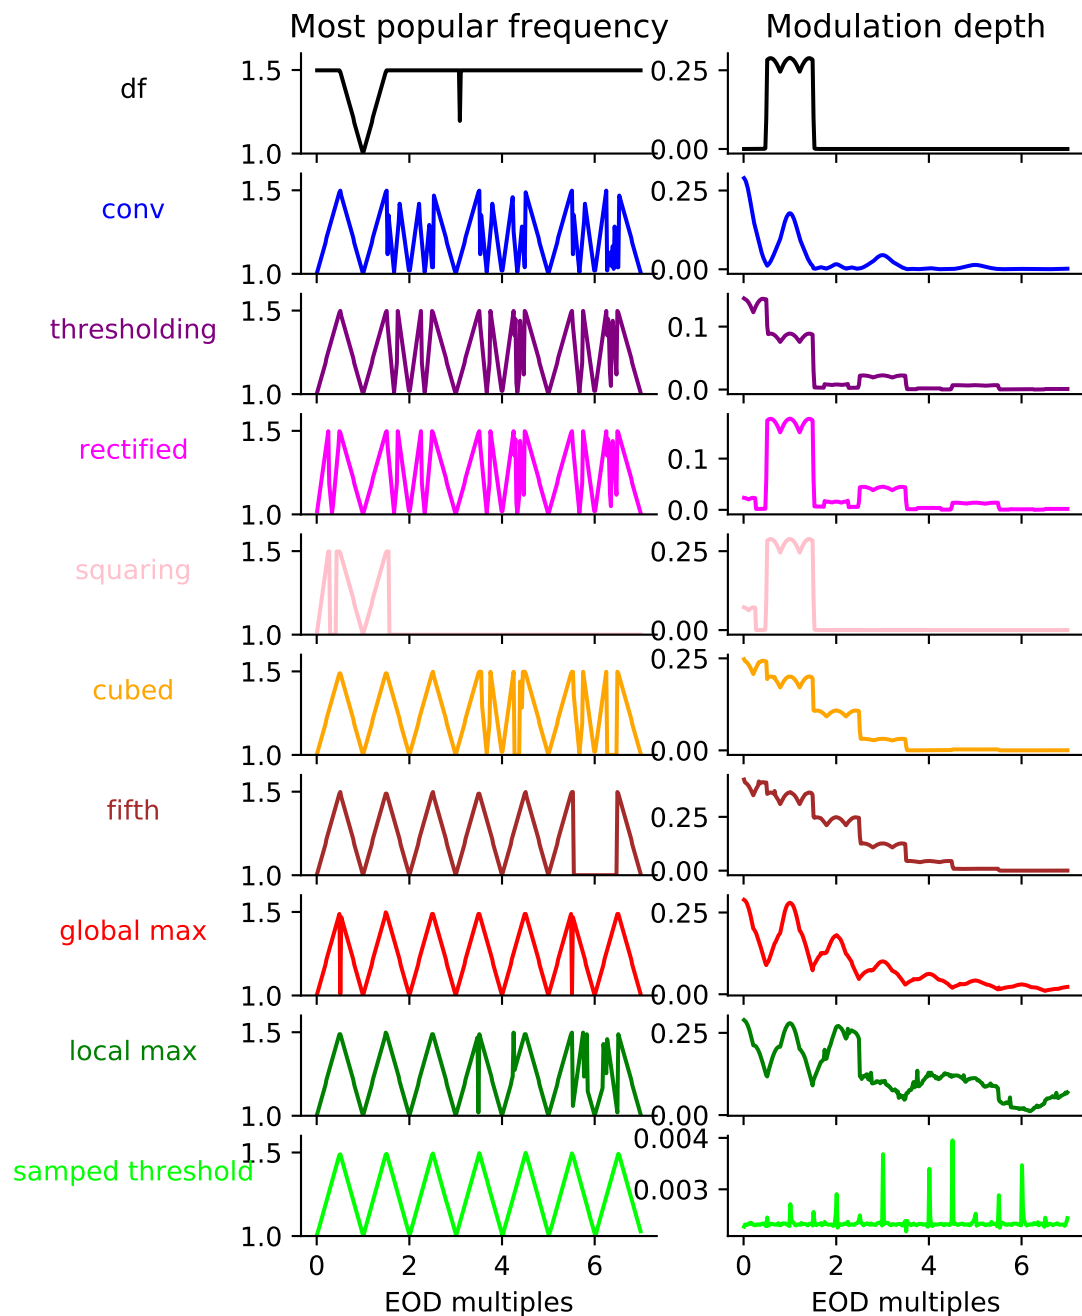 Most popular frequency Modulation depth
df 1.5 1.0 0.25 0.00
conv 1.5 1.0 0.25 0.00
thresholding 1.5 1.0 0.1 0.0
rectified 1.5 1.0 0.1 0.0
squaring 1.5 1.0 0.25 0.00
cubed 1.5 1.0 0.25 0.00
fifth 1.5 1.0 0.25 0.00
global max 1.5 1.0 0.25 0.00
local max 1.5 1.0 0.25 0.00
samped threshold 1.5 1.0 0.004 0.003
0 2 4 6 0 2 4 6
EOD multiples EOD multiples